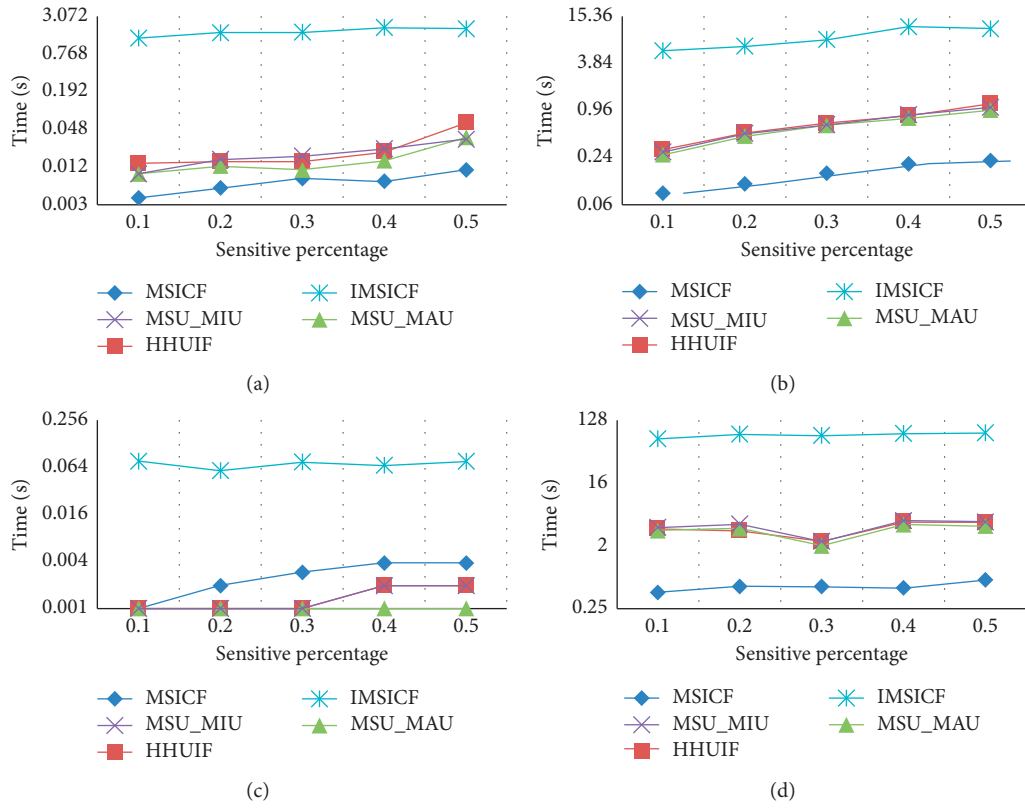 3.072
0.768
0.192
0.048
0.012
0.003
Time (s)
0.1 0.2 0.3 0.4 0.5
Sensitive percentage
MSICF
MSU_MIU
HHUIF
IMSICF
MSU_MAU
(a)
15.36
3.84
0.96
0.24
0.06
Time (s)
0.1 0.2 0.3 0.4 0.5
Sensitive percentage
MSICF
MSU_MIU
HHUIF
IMSICF
MSU_MAU
(b)
0.256
0.064
0.016
0.004
0.001
Time (s)
0.1 0.2 0.3 0.4 0.5
Sensitive percentage
MSICF
MSU_MIU
HHUIF
IMSICF
MSU_MAU
(c)
128
16
2
0.25
Time (s)
0.1 0.2 0.3 0.4 0.5
Sensitive percentage
MSICF
MSU_MIU
HHUIF
IMSICF
MSU_MAU
(d)